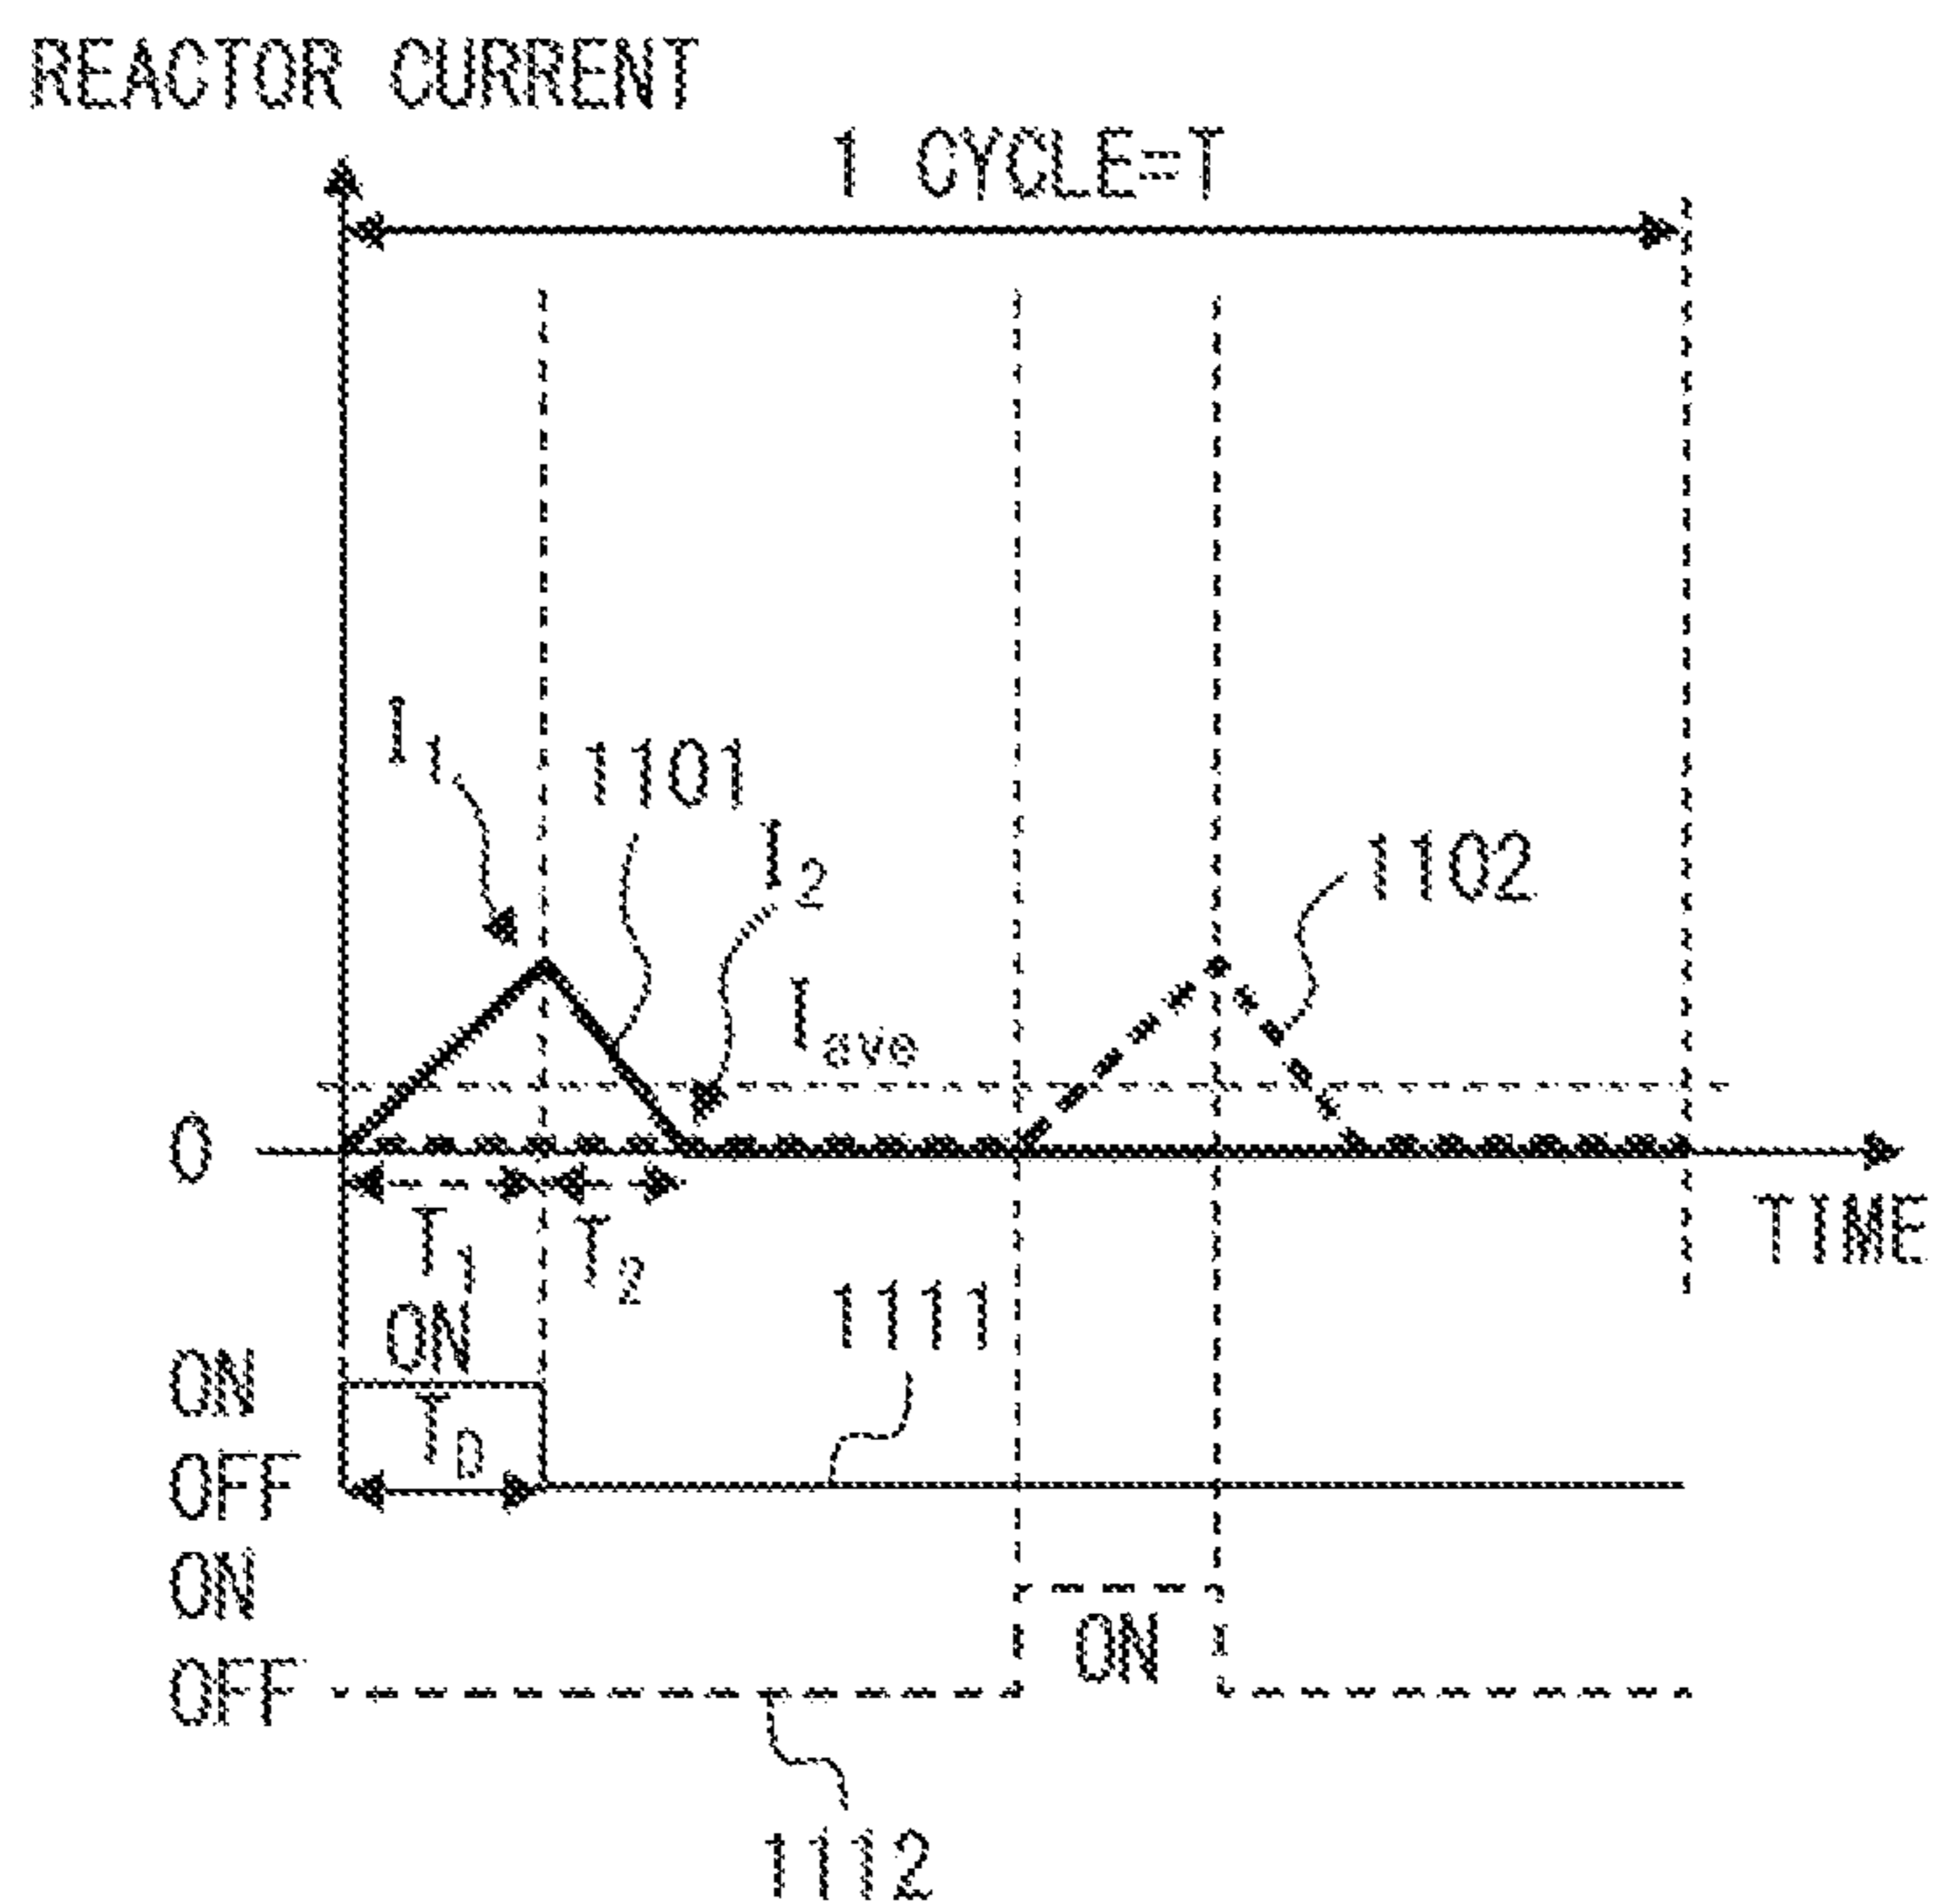 REACTOR CURRENT
1 CYCLE=T
I1
1101
I2
1102
Iave
0
TIME
T1
T2
1111
ON
ON
TD
OFF
ON
ON
OFF
1112